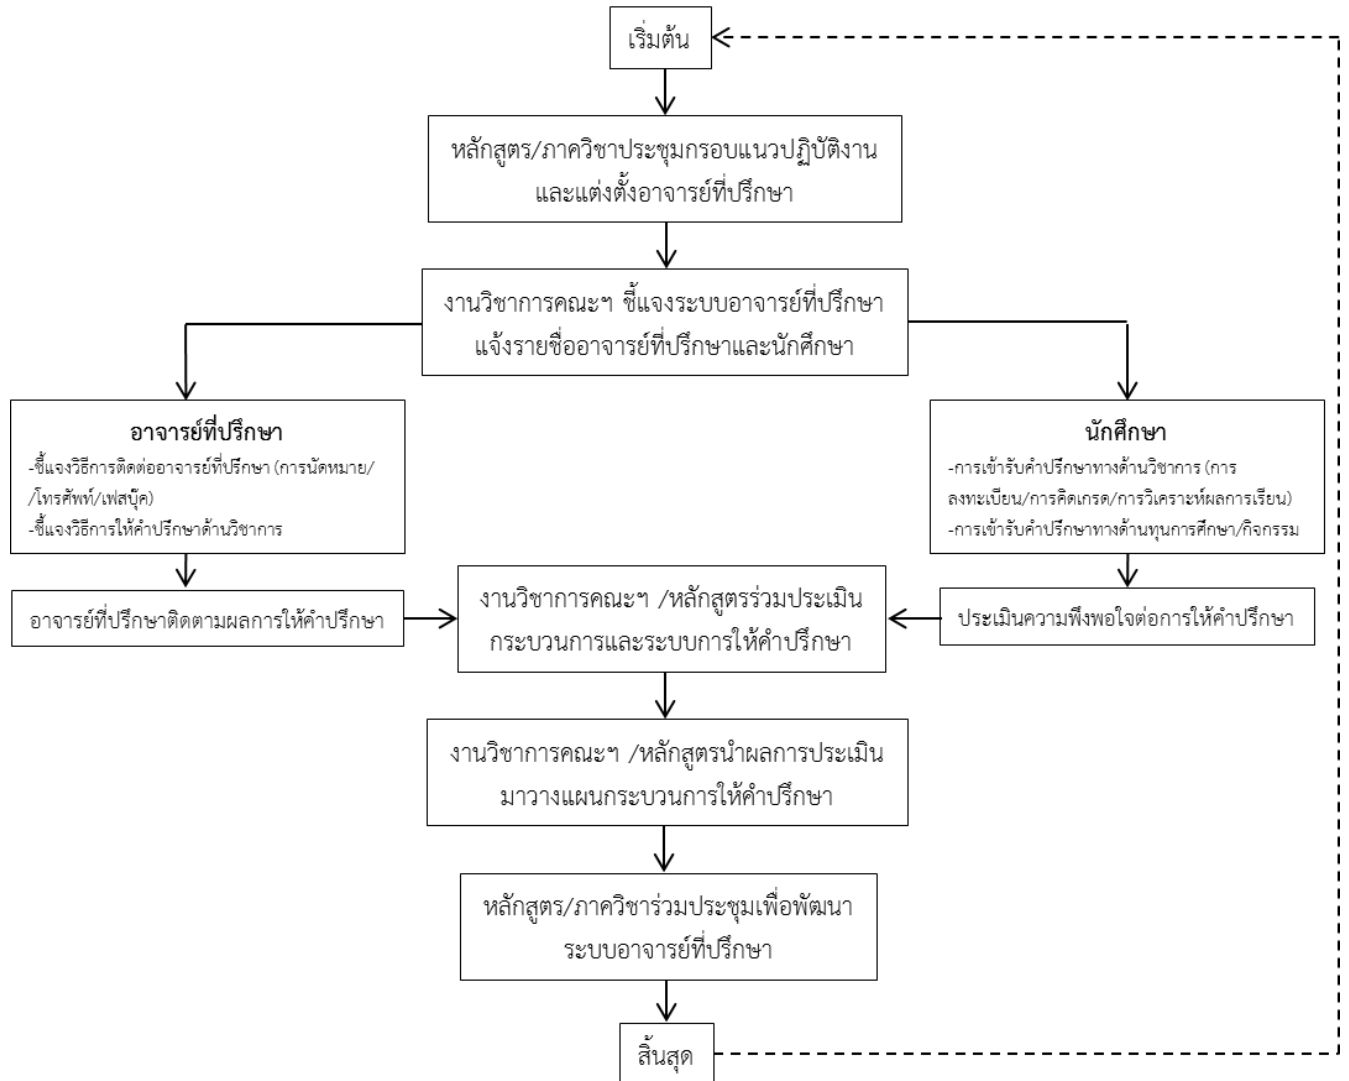 เริ่มต้น
หลักสูตร/ภาควิชาประชุมกรอบแนวปฏิบัติงาน
และแต่งตั้งอาจารย์ที่ปรึกษา
งานวิชาการคณะฯ ชี้แจงระบบอาจารย์ที่ปรึกษา
แจ้งรายชื่ออาจารย์ที่ปรึกษาและนักศึกษา
อาจารย์ที่ปรึกษา
-ชี้แจงวิธีการติดต่ออาจารย์ที่ปรึกษา (การนัดหมาย/
/โทรศัพท์/เฟสบุ๊ค)
-ชี้แจงวิธีการให้คำปรึกษาด้านวิชาการ
นักศึกษา
-การเข้ารับคำปรึกษาทางด้านวิชาการ (การ
ลงทะเบียน/การคิดเกรด/การวิเคราะห์ผลการเรียน)
-การเข้ารับคำปรึกษาทางด้านทุนการศึกษา/กิจกรรม
อาจารย์ที่ปรึกษาติดตามผลการให้คำปรึกษา
งานวิชาการคณะฯ /หลักสูตรร่วมประเมิน
กระบวนการและระบบการให้คำปรึกษา
ประเมินความพึงพอใจต่อการให้คำปรึกษา
งานวิชาการคณะฯ /หลักสูตรนำผลการประเมิน
มาวางแผนกระบวนการให้คำปรึกษา
หลักสูตร/ภาควิชาร่วมประชุมเพื่อพัฒนา
ระบบอาจารย์ที่ปรึกษา
สิ้นสุด